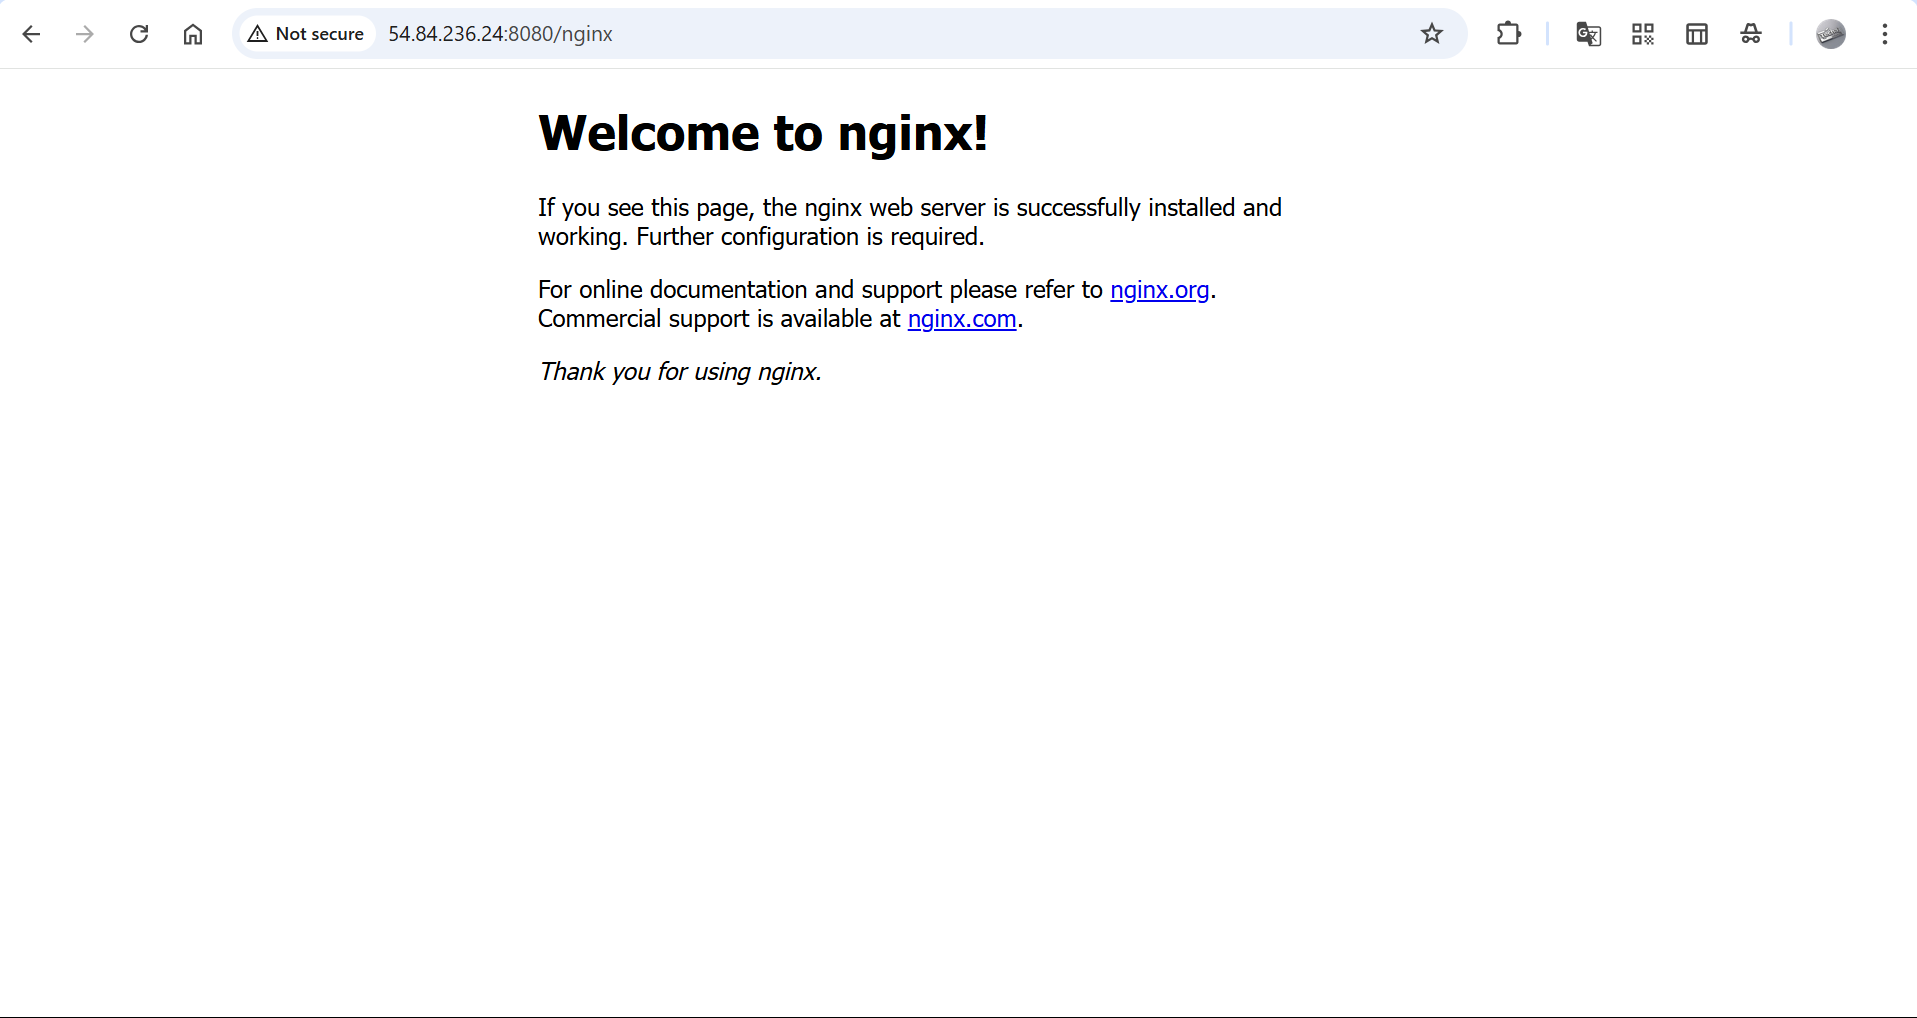 Not secure
54.84.236.24:8080/nginx
Welcome to nginx!
If you see this page, the nginx web server is successfully installed and
working. Further configuration is required.
For online documentation and support please refer to nginx.org.
Commercial support is available at nginx.com.
Thank you for using nginx.